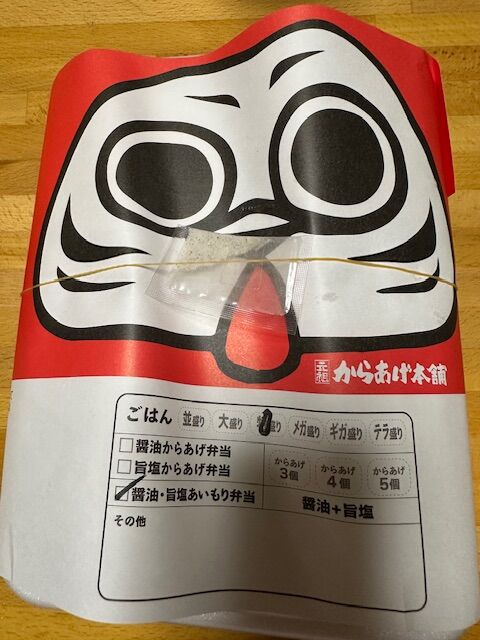 元祖 からあげ本舗
ごはん 並盛り 大盛り 盛り メガ盛り ギガ盛り テラ盛り
醤油からあげ弁当
旨塩からあげ弁当
醤油・旨塩あいもり弁当
からあげ 3個 からあげ 4個 からあげ 5個
醤油+旨塩
その他